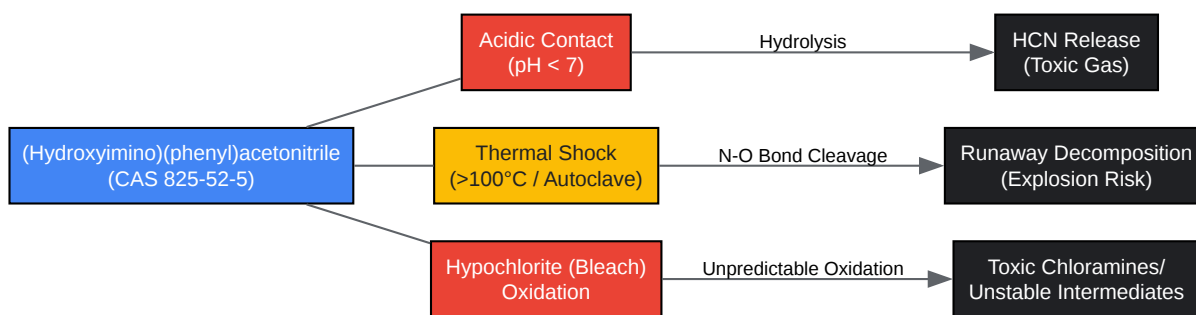 Acidic Contact
(pH < 7)
Hydrolysis
HCN Release
(Toxic Gas)
(Hydroxyimino)(phenyl)acetonitrile
(CAS 825-52-5)
Thermal Shock
(>100°C / Autoclave)
N-O Bond Cleavage
Runaway Decomposition
(Explosion Risk)
Hypochlorite (Bleach)
Oxidation
Unpredictable Oxidation
Toxic Chloramines/
Unstable Intermediates